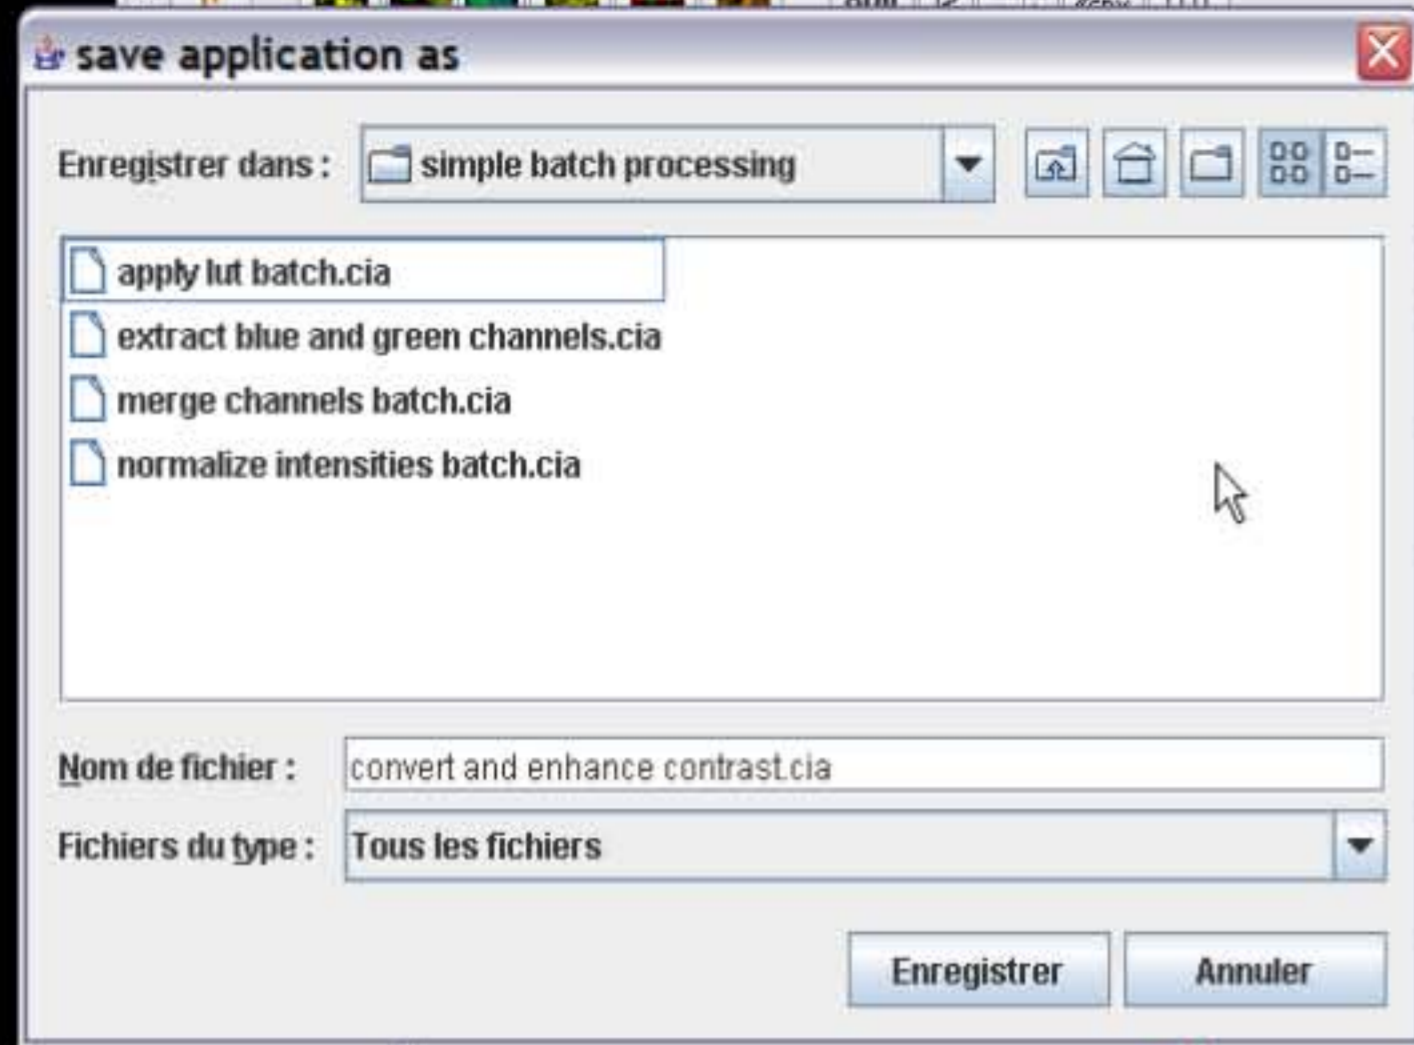 save application as
Enregistrer dans : simple batch processing
apply lut batch.cia
extract blue and green channels.cia
merge channels batch.cia
normalize intensities batch.cia
Nom de fichier : convert and enhance contrast.cia
Fichiers du type : Tous les fichiers
Enregistrer Annuler